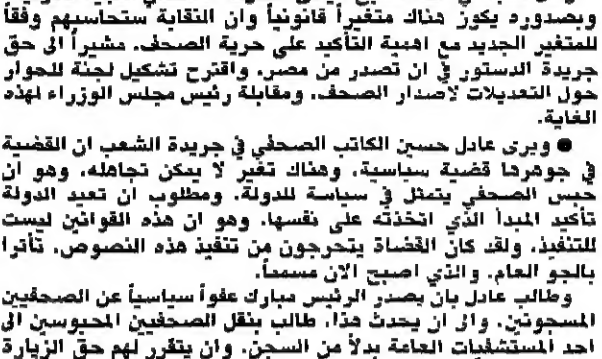 وبصدوره يكون هناك متغيراً قانونياً وان النقابة ستحاسبهم وفقاً
للمتغير الجديد مع اهمية التأكيد على حرية الصحف. مشيراً الى حق
جريدة الدستور في ان تصدر من مصر. واقترح تشكيل لجنة للحوار
حول التعديلات لاصدار الصحف. ومقابلة رئيس مجلس الوزراء لهذه
الغاية.
● ويرى عادل حسين الكاتب الصحفي في جريدة الشعب ان القضية
في جوهرها قضية سياسية. وهناك تغير لا يمكن تجاهله. وهو ان
حبس الصحفي يتمثل في سياسة للدولة. ومطلوب ان تعيد الدولة
تأكيد المبدأ الذي اتخذته على نفسها. وهو ان هذه القوانين ليست
للتنفيذ. ولقد كان القضاة يتحرجون من تنفيذ هذه النصوص. تأثرا
بالجو العام. والذي اصبح الان مسمماً.
وطالب عادل بان يصدر الرئيس مبارك عفواً سياسياً عن الصحفيين
المسجونين. والى ان يحدث هذا. طالب بنقل الصحفيين المحبوسين الى
احد المستشفيات العامة بدلاً من السجن. وان يتقرر لهم حق الزيارة